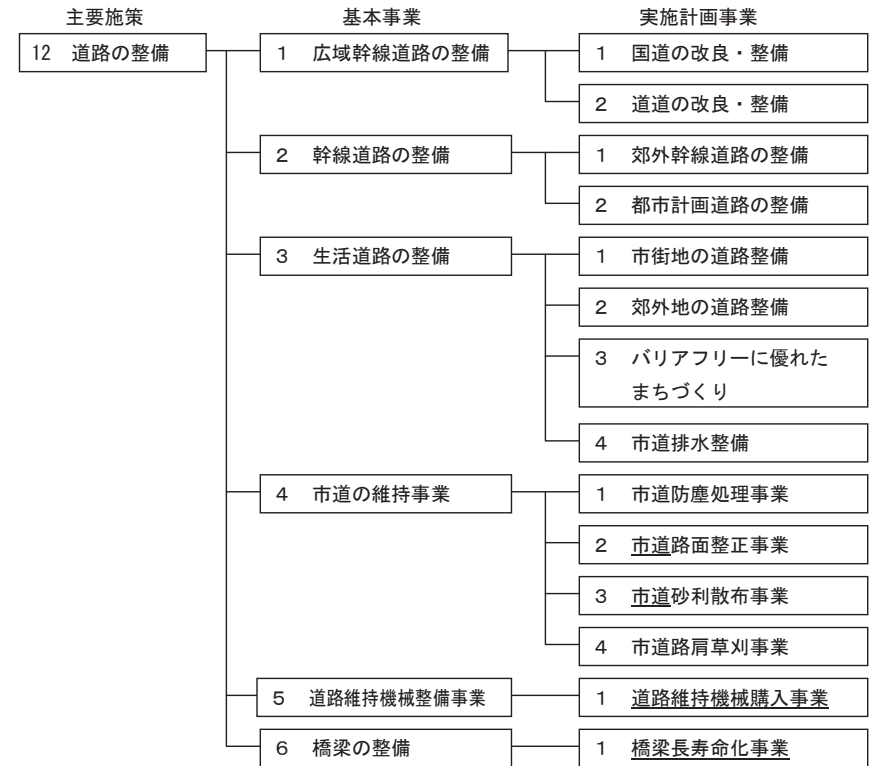 主要施策 基本事業 実施計画事業
12 道路の整備 1 広域幹線道路の整備 1 国道の改良・整備
2 道道の改良・整備
2 幹線道路の整備 1 郊外幹線道路の整備
2 都市計画道路の整備
3 生活道路の整備 1 市街地の道路整備
2 郊外地の道路整備
3 バリアフリーに優れた
まちづくり
4 市道排水整備
4 市道の維持事業 1 市道防塵処理事業
2 市道路面整正事業
3 市道砂利散布事業
4 市道路肩草刈事業
5 道路維持機械整備事業 1 道路維持機械購入事業
6 橋梁の整備 1 橋梁長寿命化事業